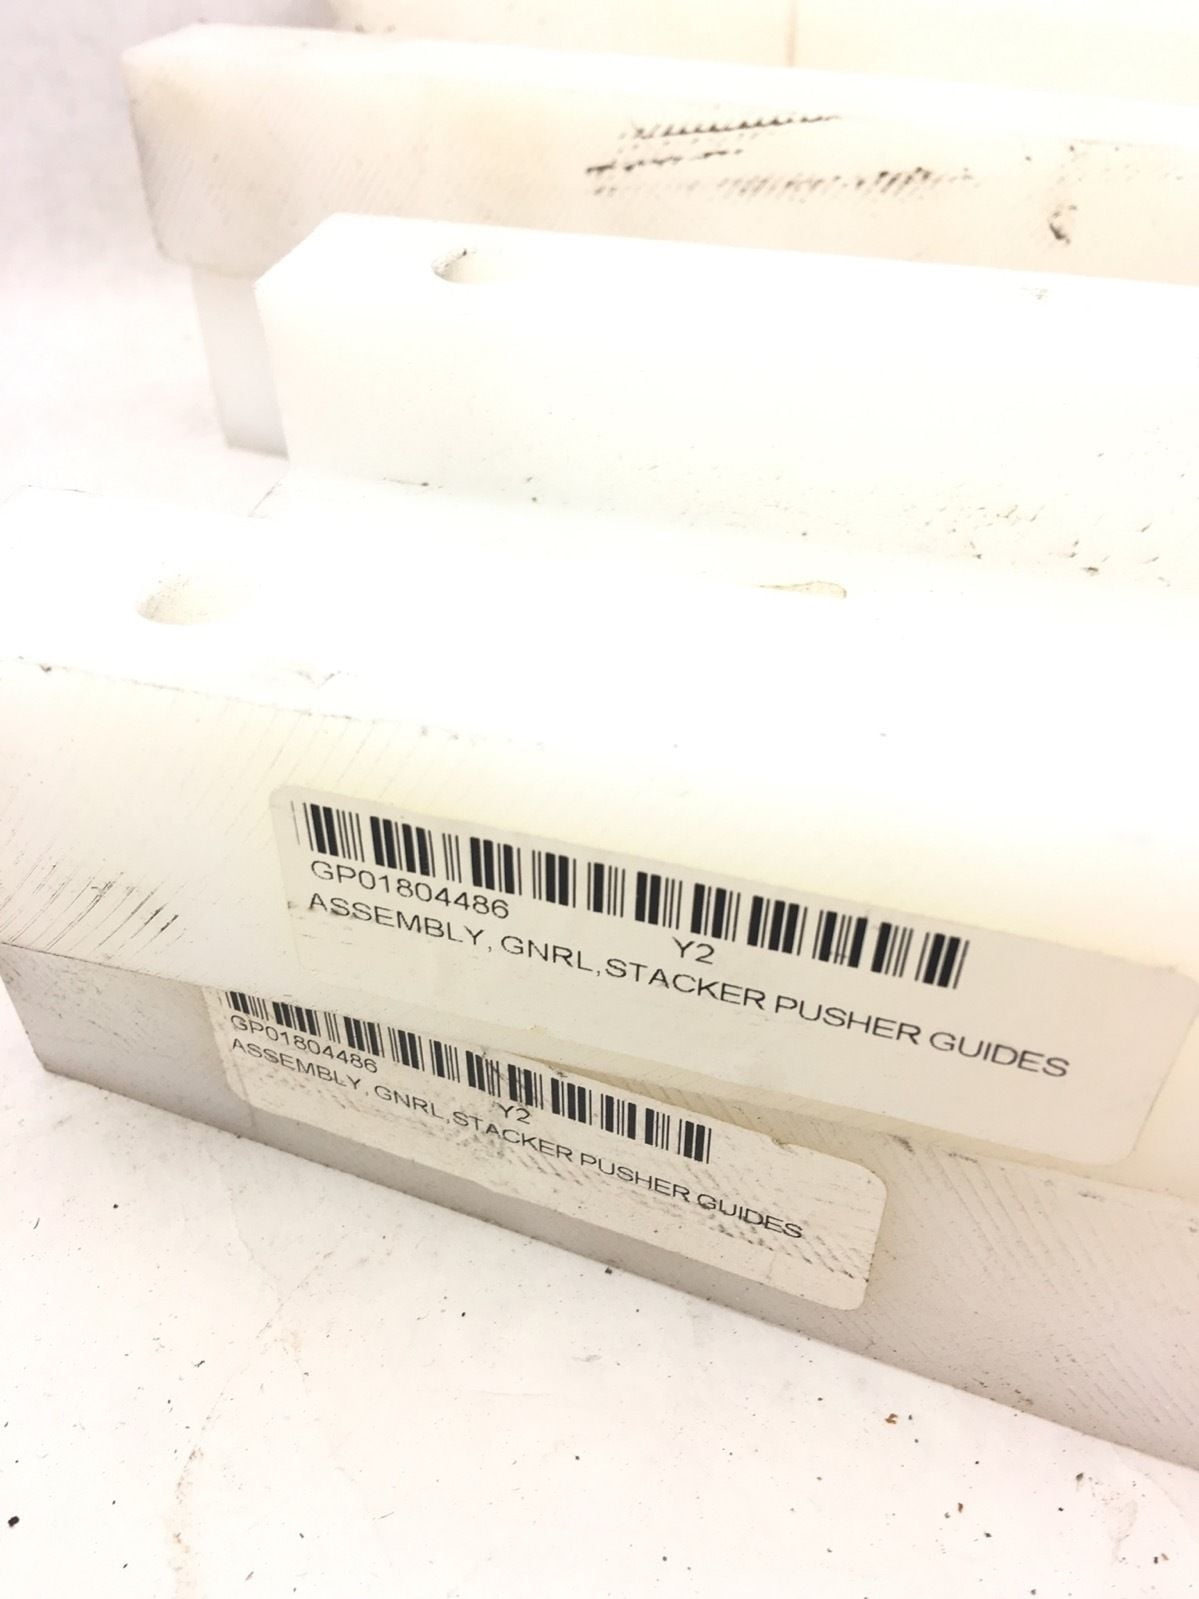 GP01804486
Y2
ASSEMBLY, GNRL,STACKER PUSHER GUIDES
GP01804486
Y2
ASSEMBLY, GNRL,STACKER PUSHER GUIDES